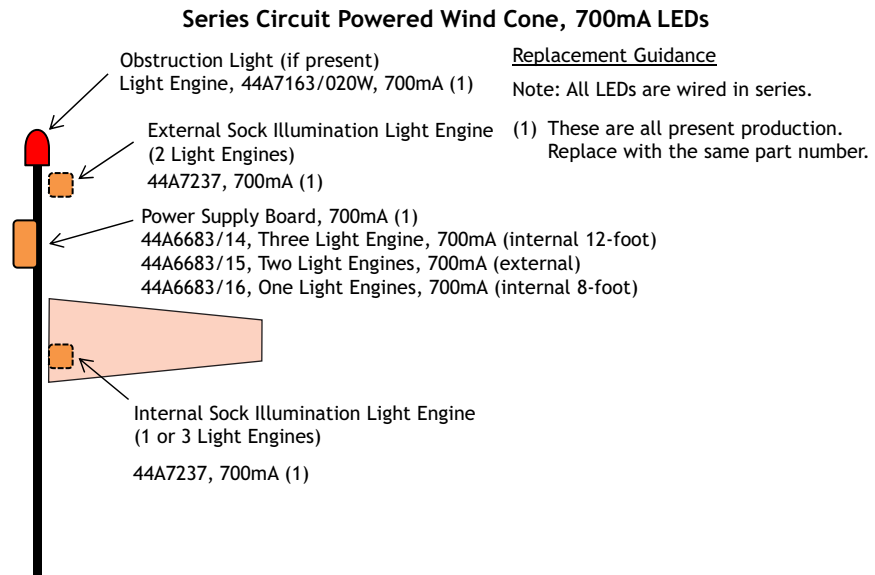 Series Circuit Powered Wind Cone, 700mA LEDs
Obstruction Light (if present)
Light Engine, 44A7163/020W, 700mA (1)
Replacement Guidance
Note: All LEDs are wired in series.
(1) These are all present production.
Replace with the same part number.
External Sock Illumination Light Engine
(2 Light Engines)
44A7237, 700mA (1)
Power Supply Board, 700mA (1)
44A6683/14, Three Light Engine, 700mA (internal 12-foot)
44A6683/15, Two Light Engines, 700mA (external)
44A6683/16, One Light Engines, 700mA (internal 8-foot)
Internal Sock Illumination Light Engine
(1 or 3 Light Engines)
44A7237, 700mA (1)